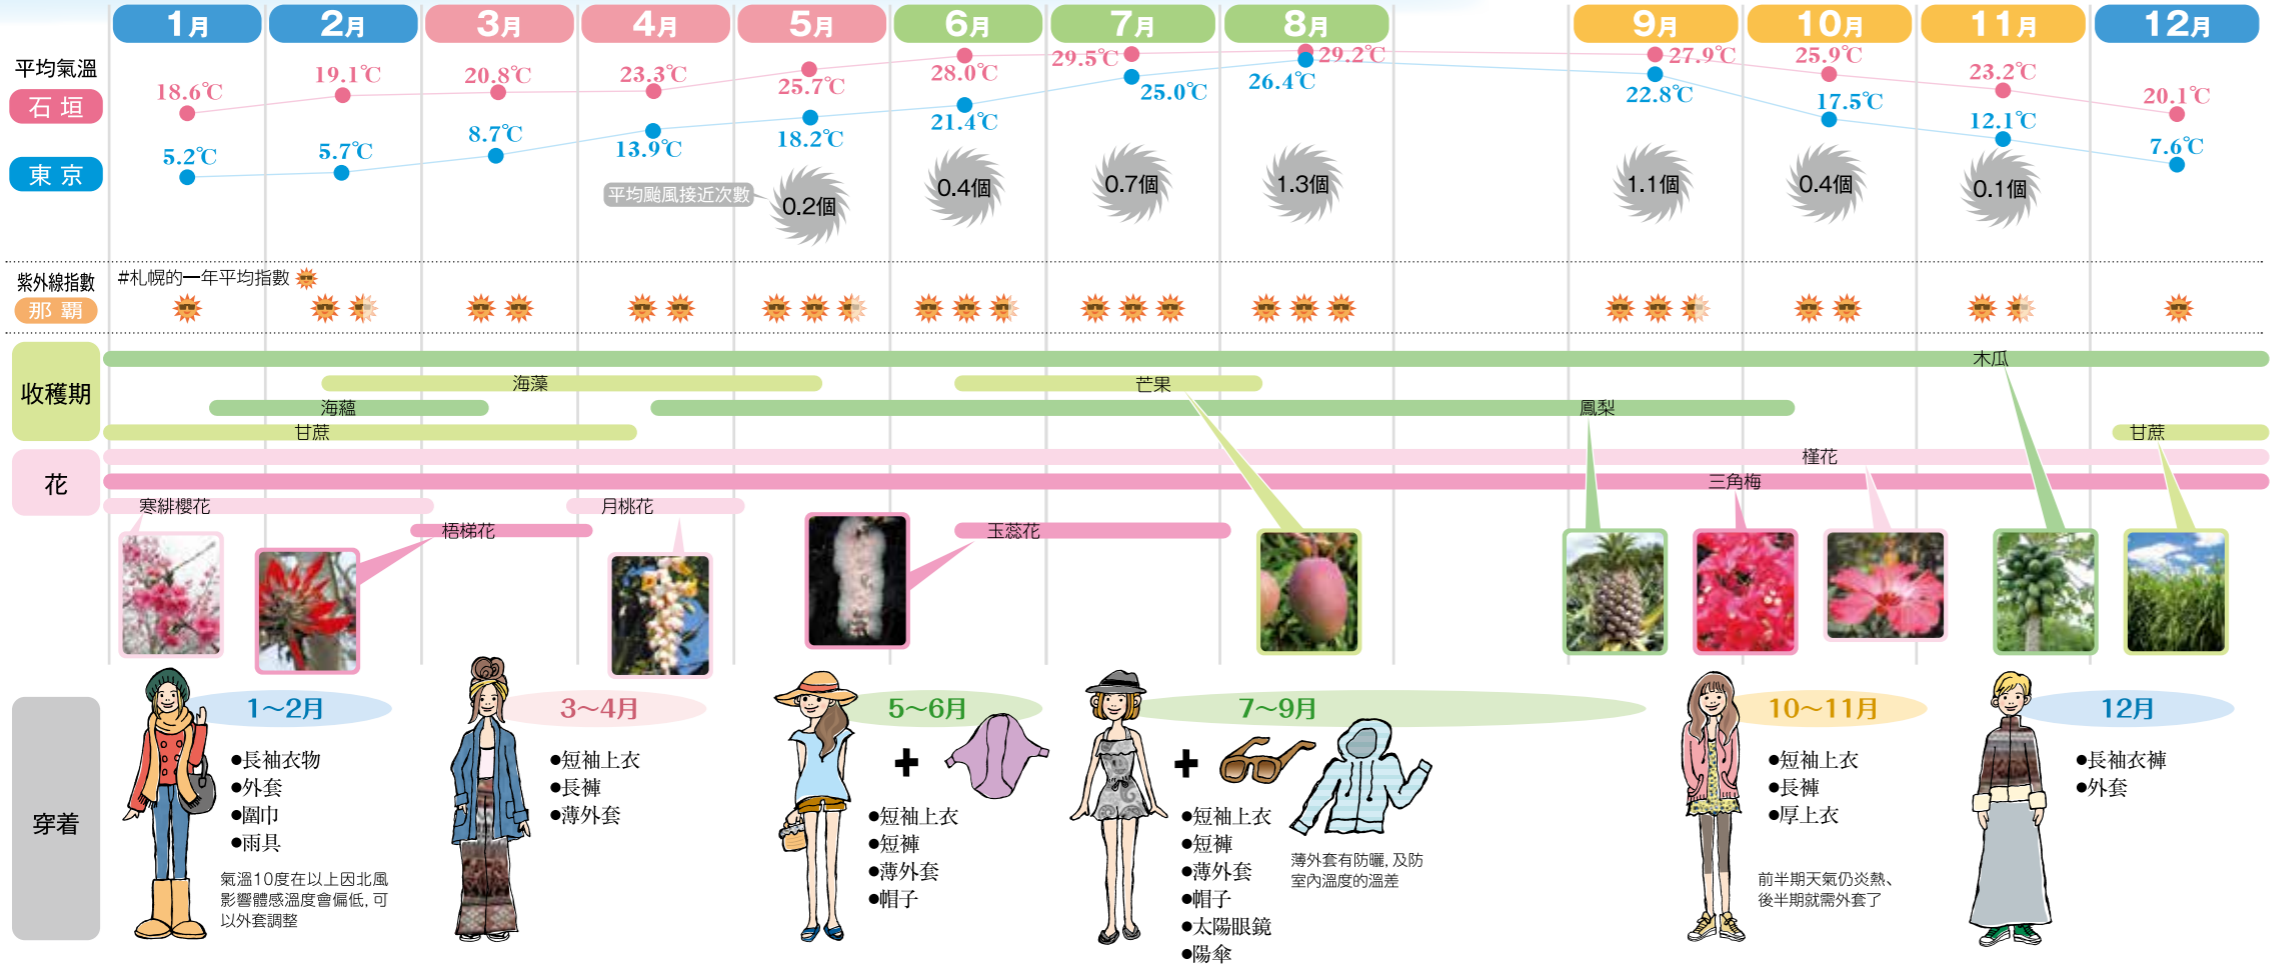 1月
2月
3月
4月
5月
6月
7月
8月
9月
10月
11月
12月
平均氣溫
石垣
18.6℃
19.1℃
20.8℃
23.3℃
25.7℃
28.0℃
29.5℃
29.2℃
27.9℃
25.9℃
23.2℃
20.1℃
東京
5.2℃
5.7℃
8.7℃
13.9℃
18.2℃
21.4℃
25.0℃
26.4℃
22.8℃
17.5℃
12.1℃
7.6℃
平均颱風接近次數
0.2個
0.4個
0.7個
1.3個
1.1個
0.4個
0.1個
紫外線指數
#札幌的一年平均指數
那霸
收穫期
木瓜
海藻
芒果
海蘊
鳳梨
甘蔗
甘蔗
花
槿花
三角梅
寒緋櫻花
月桃花
梧梯花
玉蕊花
穿着
1～2月
●長袖衣物
●外套
●圍巾
●雨具
氣溫10度在以上因北風
影響體感溫度會偏低, 可
以外套調整
3～4月
●短袖上衣
●長褲
●薄外套
5～6月
+
●短袖上衣
●短褲
●薄外套
●帽子
7～9月
+
●短袖上衣
●短褲
●薄外套
●帽子
●太陽眼鏡
●陽傘
薄外套有防曬, 及防
室內溫度的溫差
10～11月
●短袖上衣
●長褲
●厚上衣
前半期天氣仍炎熱、
後半期就需外套了
12月
●長袖衣褲
●外套